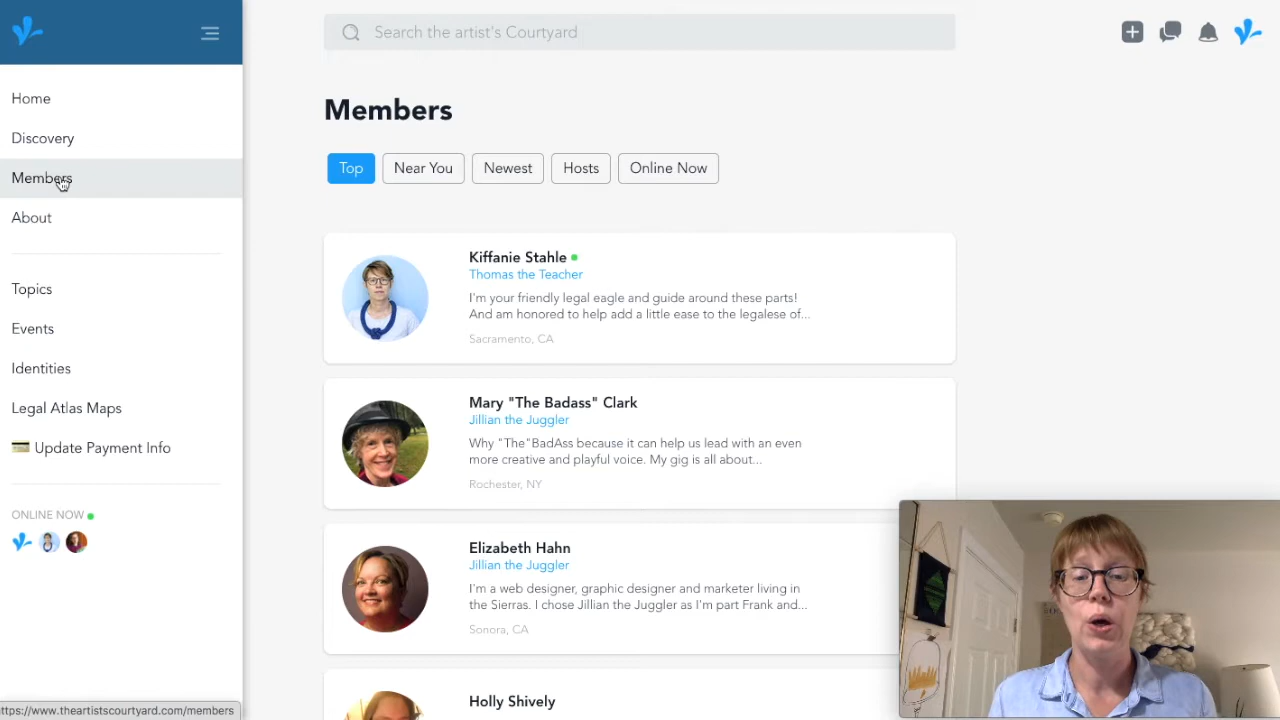 Search the artist's Courtyard
Home
Discovery
Members
About
Topics
Events
Identities
Legal Atlas Maps
Update Payment Info
ONLINE NOW
Members
Top
Near You
Newest
Hosts
Online Now
Kiffanie Stahle
Thomas the Teacher
I'm your friendly legal eagle and guide around these parts!
And am honored to help add a little ease to the legalese of...
Sacramento, CA
Mary "The Badass" Clark
Jillian the Juggler
Why "The"BadAss because it can help us lead with an even
more creative and playful voice. My gig is all about...
Rochester, NY
Elizabeth Hahn
Jillian the Juggler
I'm a web designer, graphic designer and marketer living in
the Sierras. I chose Jillian the Juggler as I'm part Frank and...
Sonora, CA
Holly Shively
ttps://www.theartistscourtyard.com/members